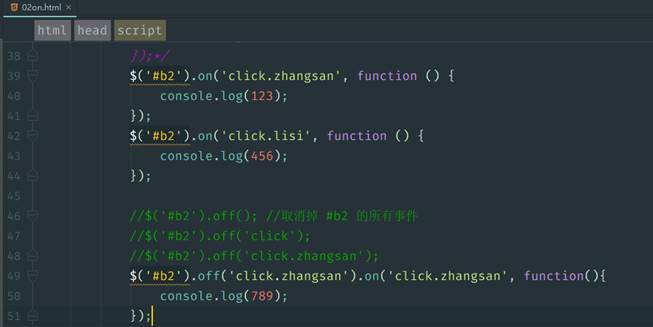 02on.html ×
html head script
38 });*/
39 $('#b2').on('click.zhangsan', function () {
40 console.log(123);
41 });
42 $('#b2').on('click.lisi', function () {
43 console.log(456);
44 });
45
46 //$('#b2').off(); //取消掉 #b2 的所有事件
47 //$('#b2').off('click');
48 //$('#b2').off('click.zhangsan');
49 $('#b2').off('click.zhangsan').on('click.zhangsan', function(){
50 console.log(789);
51 });